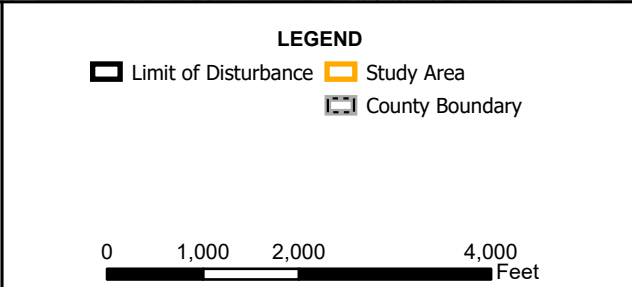 LEGEND
Limit of Disturbance Study Area
County Boundary
0 1,000 2,000 4,000
Feet